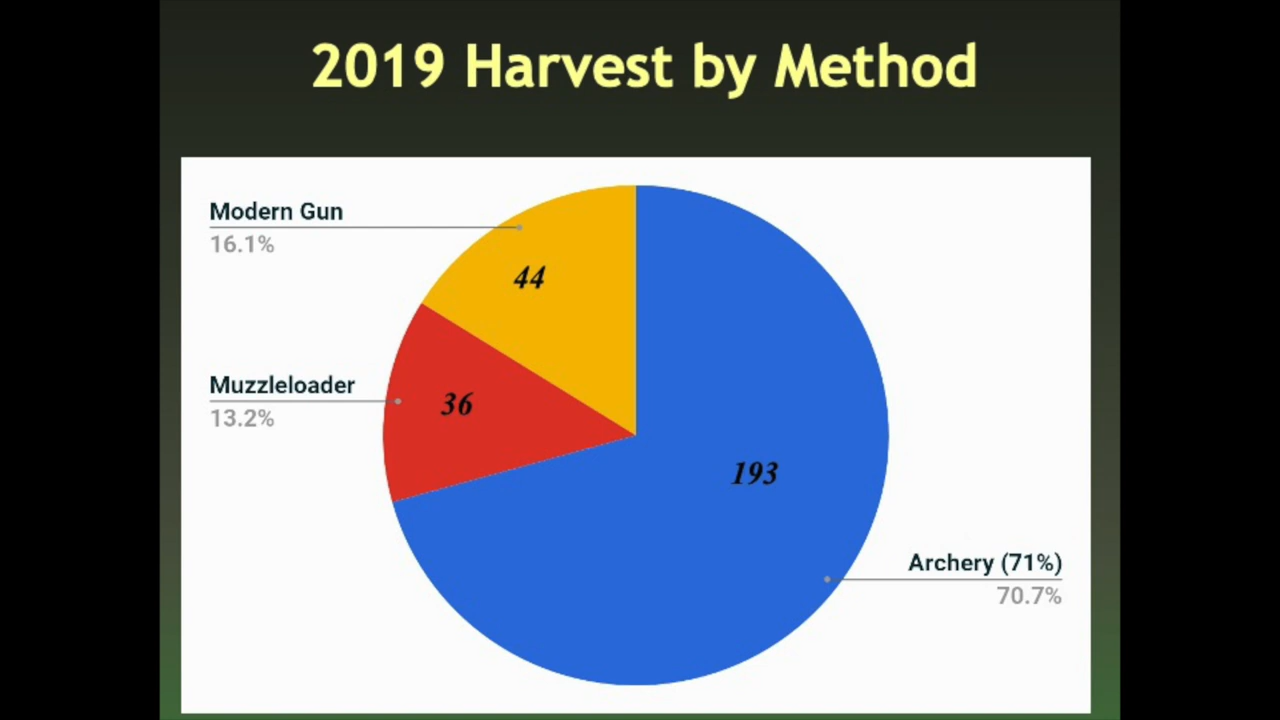 2019 Harvest by Method
Modern Gun
16.1%
44
Muzzleloader
13.2%
36
193
Archery (71%)
70.7%